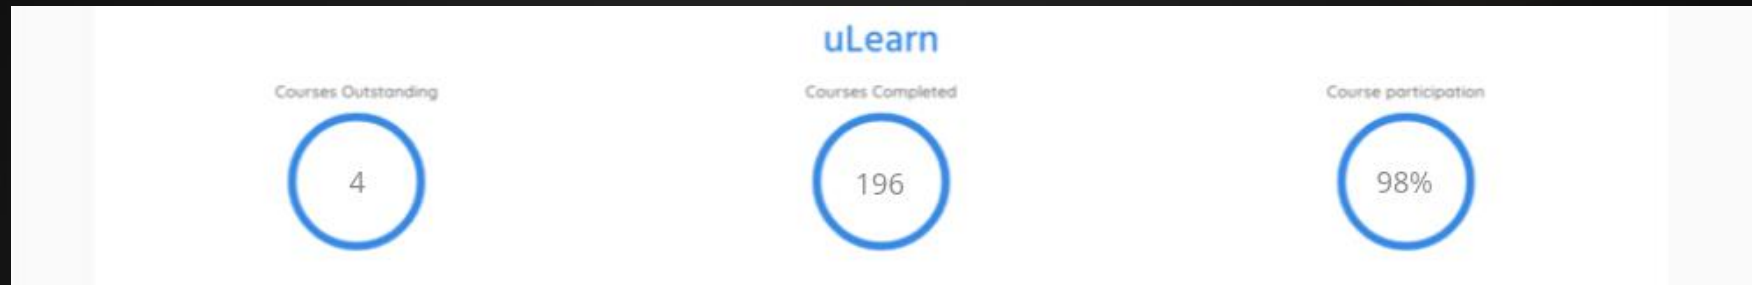 uLearn
Courses Outstanding
Courses Completed
Course participation
4
196
98%